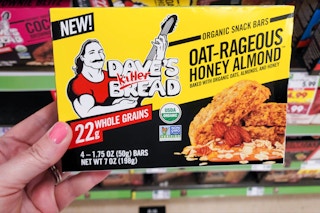 NEW!
DAVE'S
Killer
BREAD
ORGANIC SNACK BARS
OAT-RAGEOUS
HONEY ALMOND
BAKED WITH ORGANIC OATS, ALMONDS, AND HONEY
22g WHOLE GRAINS
USDA
ORGANIC
4 – 1.75 OZ (50g) BARS
NET WT 7 OZ (198g)